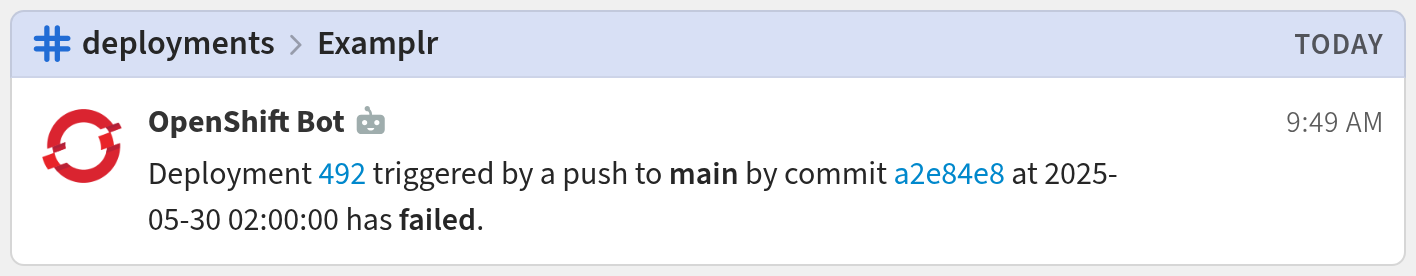 deployments > Examplr TODAY
OpenShift Bot 9:49 AM
Deployment 492 triggered by a push to main by commit a2e84e8 at 2025-
05-30 02:00:00 has failed.